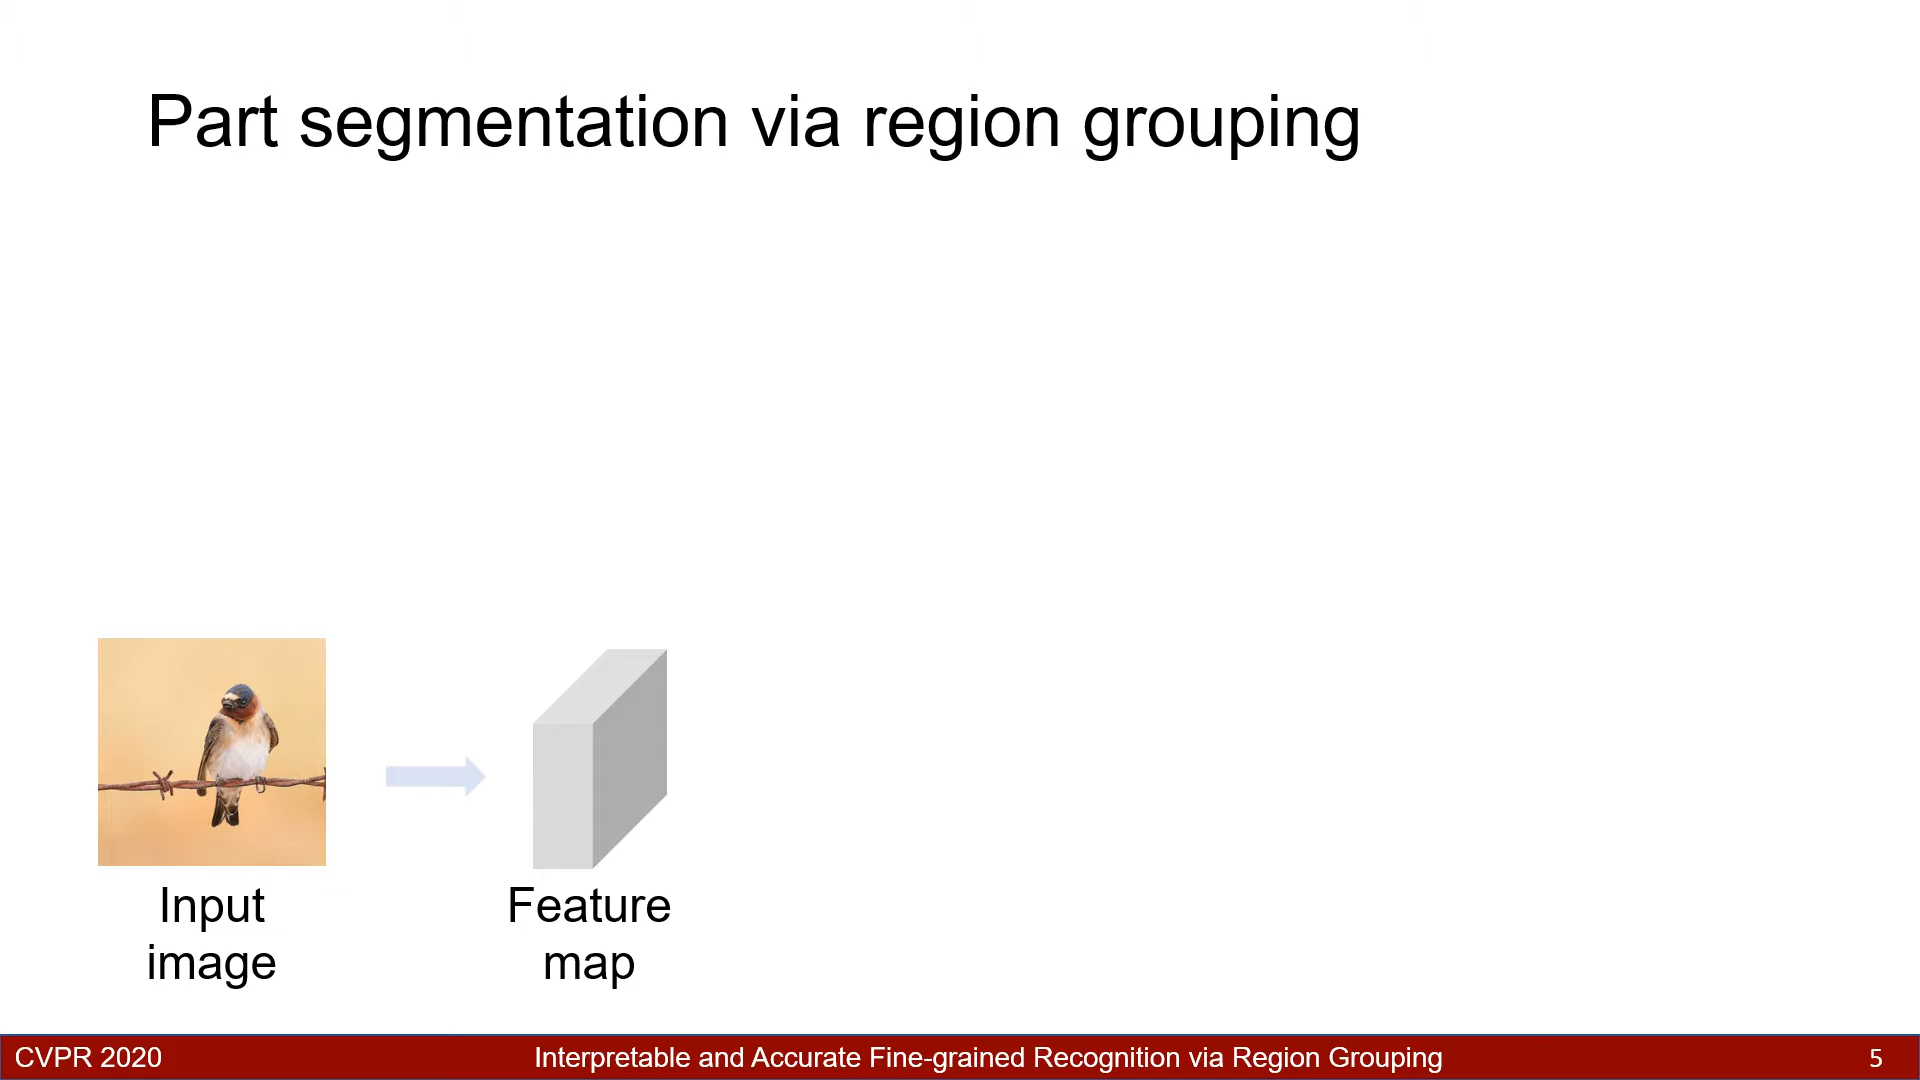 Part segmentation via region grouping
Input
image
Feature
map
CVPR 2020
Interpretable and Accurate Fine-grained Recognition via Region Grouping
5